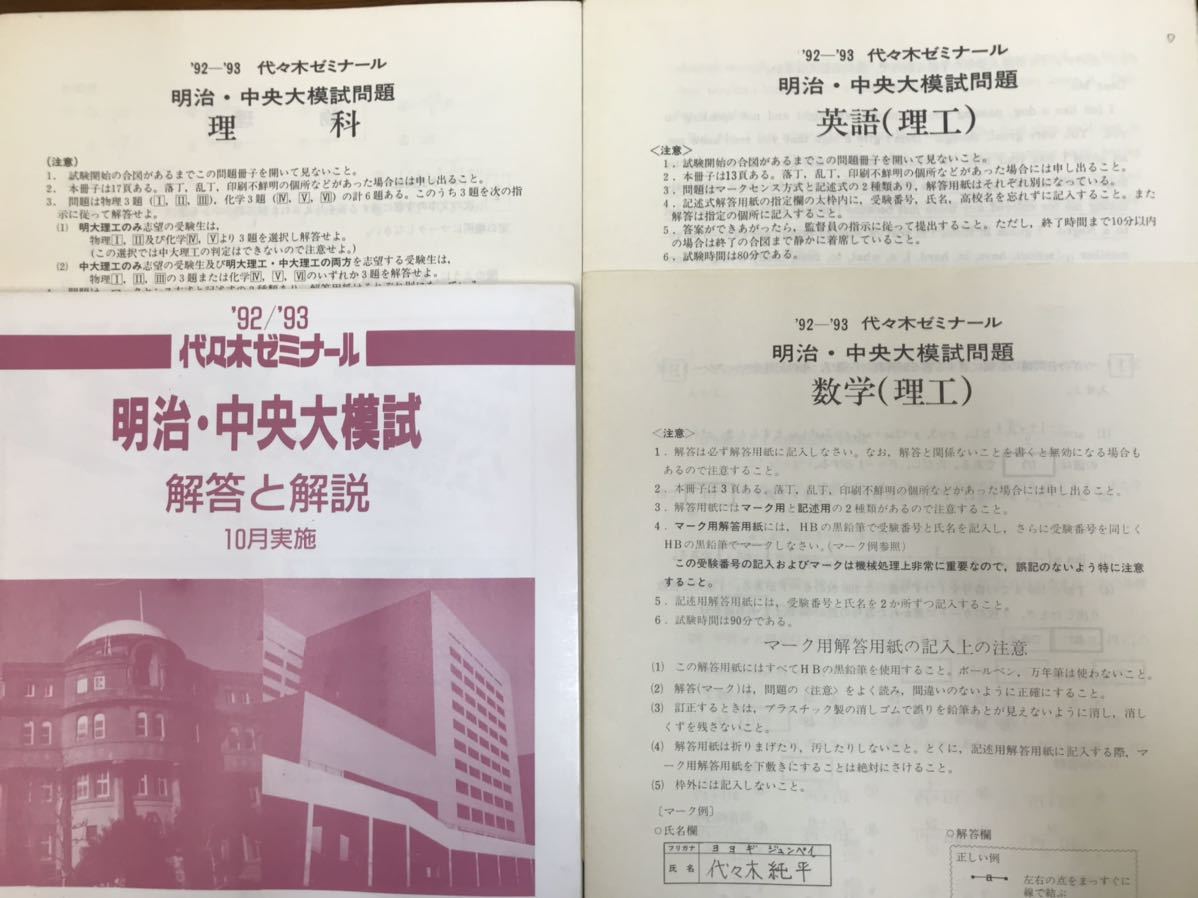 '92—'93 代々木ゼミナール
明治・中央大模試問題
理 科
(注意)
1. 試験開始の合図があるまでこの問題冊子を開いて見ないこと。
2. 本冊子は17頁ある。落丁,乱丁,印刷不鮮明の個所などがあった場合には申し出ること。
3. 問題は物理3題(Ⅰ,Ⅱ,Ⅲ),化学3題(Ⅳ,Ⅴ,Ⅵ)の計6題ある。このうち3題を次の指
示に従って解答せよ。
(1) 明大理工のみ志望の受験生は,
物理Ⅰ,Ⅱ及び化学Ⅳ,Ⅴより3題を選択し解答せよ。
(この選択では中大理工の判定はできないので注意せよ。)
(2) 中大理工のみ志望の受験生及び明大理工・中大理工の両方を志望する受験生は,
物理Ⅰ,Ⅱ,Ⅲの3題または化学Ⅳ,Ⅴ,Ⅵのいずれか3題を解答せよ。
'92—'93 代々木ゼミナール
明治・中央大模試問題
英語(理工)
<注意>
1.試験開始の合図があるまでこの問題冊子を開いて見ないこと。
2.本冊子は13頁ある。落丁,乱丁,印刷不鮮明の個所などがあった場合には申し出ること。
3.問題はマークセンス方式と記述式の2種類あり,解答用紙はそれぞれ別になっている。
4.記述式解答用紙の指定欄の太枠内に,受験番号,氏名,高校名を忘れずに記入すること。また
解答は指定の個所に記入すること。
5.答案ができあがったら,監督員の指示に従って提出すること。ただし,終了時間まで10分以内
の場合は終了の合図まで静かに着席していること。
6.試験時間は80分である。
'92/'93
代々木ゼミナール
明治・中央大模試
解答と解説
10月実施
'92—'93 代々木ゼミナール
明治・中央大模試問題
数学(理工)
<注意>
1.解答は必ず解答用紙に記入しなさい。なお,解答と関係ないことを書くと無効になる場合も
あるので注意すること。
2.本冊子は3頁ある。落丁,乱丁,印刷不鮮明の個所などがあった場合には申し出ること。
3.解答用紙にはマーク用と記述用の2種類があるので注意すること。
4.マーク用解答用紙には,HBの黒鉛筆で受験番号と氏名を記入し,さらに受験番号を同じく
HBの黒鉛筆でマークしなさい。(マーク例参照)
この受験番号の記入およびマークは機械処理上非常に重要なので,誤記のないよう特に注意
すること。
5.記述用解答用紙には,受験番号と氏名を2か所ずつ記入すること。
6.試験時間は90分である。
マーク用解答用紙の記入上の注意
(1) この解答用紙にはすべてHBの黒鉛筆を使用すること。ボールペン,万年筆は使わないこと。
(2) 解答(マーク)は,問題の〈注意〉をよく読み,間違いのないように正確にすること。
(3) 訂正するときは,プラスチック製の消しゴムで誤りを鉛筆あとが見えないように消し,消し
くずを残さないこと。
(4) 解答用紙は折りまげたり,汚したりしないこと。とくに,記述用解答用紙に記入する際,マ
ーク用解答用紙を下敷きにすることは絶対にさけること。
(5) 枠外には記入しないこと。
〔マーク例〕
○氏名欄
フリガナ ヨヨギ ジュンペイ
氏名 代々木純平
○解答欄
正しい例
a
左右の点をまっすぐに
線で結ぶ